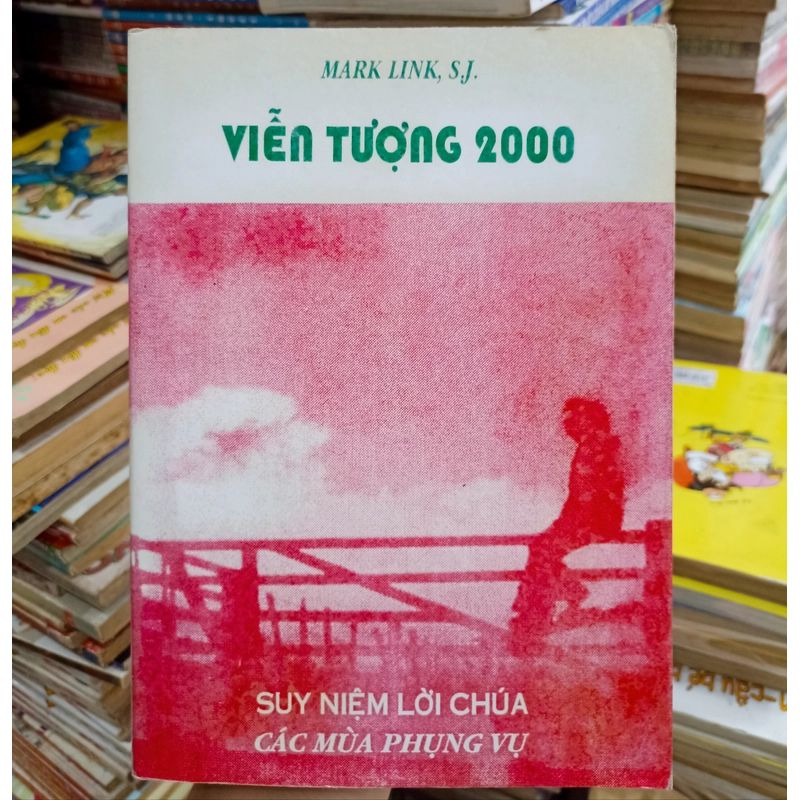 MARK LINK, S.J.
VIỄN TƯỢNG 2000
SUY NIỆM LỜI CHÚA
CÁC MÙA PHỤNG VỤ